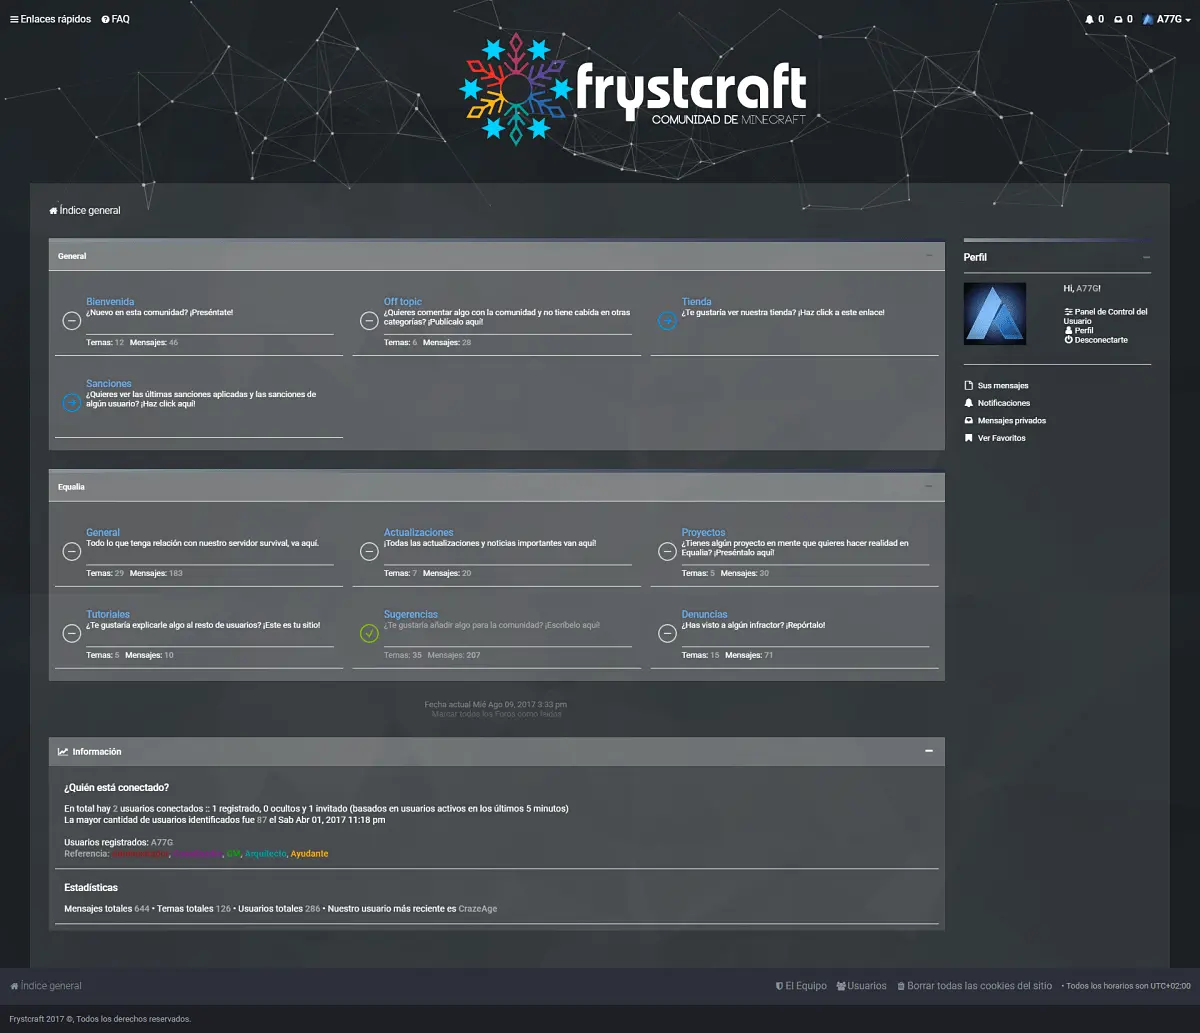 Enlaces rápidos FAQ
0 0 A77G
frystcraft
COMUNIDAD DE MINECRAFT
Índice general
General
Bienvenida
¿Nuevo en esta comunidad? ¡Preséntate!
Temas: 12 Mensajes: 46
Off topic
¿Quieres comentar algo con la comunidad y no tiene cabida en otras
categorías? ¡Publícalo aquí!
Temas: 6 Mensajes: 28
Tienda
¿Te gustaría ver nuestra tienda? ¡Haz click a este enlace!
Sanciones
¿Quieres ver las últimas sanciones aplicadas y las sanciones de
algún usuario? ¡Haz click aquí!
Equalia
General
Todo lo que tenga relación con nuestro servidor survival, va aquí.
Temas: 29 Mensajes: 183
Actualizaciones
¡Todas las actualizaciones y noticias importantes van aquí!
Temas: 7 Mensajes: 20
Proyectos
¿Tienes algún proyecto en mente que quieres hacer realidad en
Equalia? ¡Preséntalo aquí!
Temas: 5 Mensajes: 30
Tutoriales
¿Te gustaría explicarle algo al resto de usuarios? ¡Este es tu sitio!
Temas: 5 Mensajes: 10
Sugerencias
¿Te gustaría añadir algo para la comunidad? ¡Escríbelo aquí!
Temas: 35 Mensajes: 207
Denuncias
¿Has visto a algún infractor? ¡Repórtalo!
Temas: 15 Mensajes: 71
Fecha actual Mié Ago 09, 2017 3:33 pm
Marcar todos los Foros como leídos
Información
¿Quién está conectado?
En total hay 2 usuarios conectados :: 1 registrado, 0 ocultos y 1 invitado (basados en usuarios activos en los últimos 5 minutos)
La mayor cantidad de usuarios identificados fue 87 el Sab Abr 01, 2017 11:18 pm
Usuarios registrados: A77G
Referencia: GM, Arquitecto, Ayudante
Estadísticas
Mensajes totales 644 • Temas totales 126 • Usuarios totales 286 • Nuestro usuario más reciente es CrazeAge
Perfil
Hi, A77G!
Panel de Control del
Usuario
Perfil
Desconectarte
Sus mensajes
Notificaciones
Mensajes privados
Ver Favoritos
Índice general
El Equipo Usuarios Borrar todas las cookies del sitio • Todos los horarios son UTC+02:00
Frystcraft 2017 ©, Todos los derechos reservados.